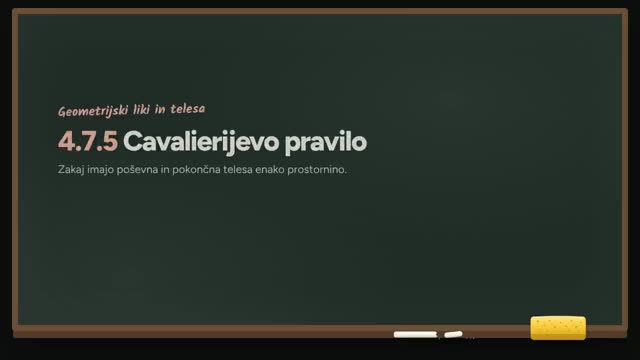 Geometrijski liki in telesa
4.7.5 Cavalierijevo pravilo
Zakaj imajo poševna in pokončna telesa enako prostornino.